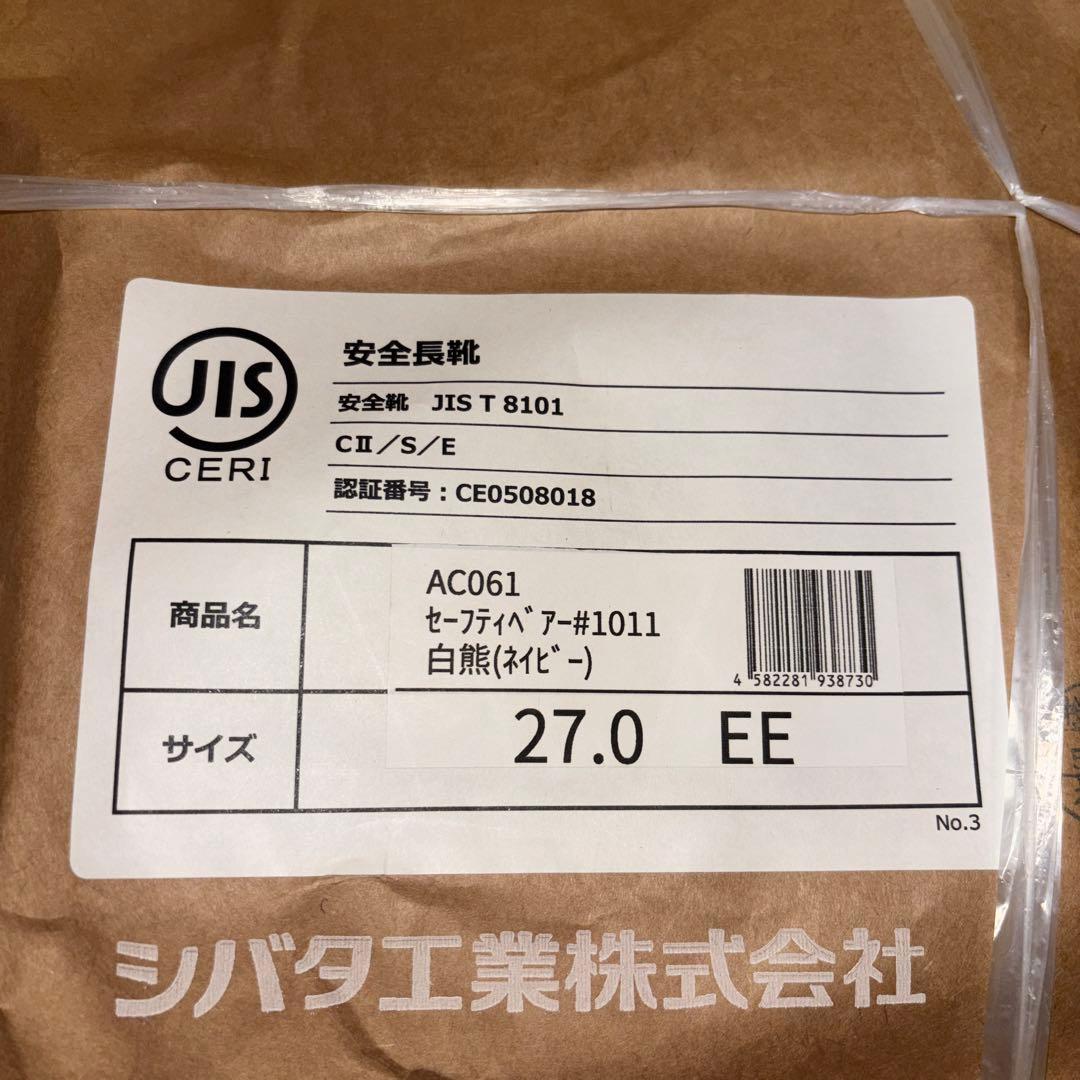 JIS
CERI
安全長靴
安全靴 JIS T 8101
CⅡ／S／E
認証番号：CE0508018
商品名
AC061
ｾｰﾌﾃｨﾍﾞｱｰ#1011
白熊(ﾈｲﾋﾞｰ)
4 582281 938730
サイズ
27.0 EE
No.3
シバタ工業株式会社